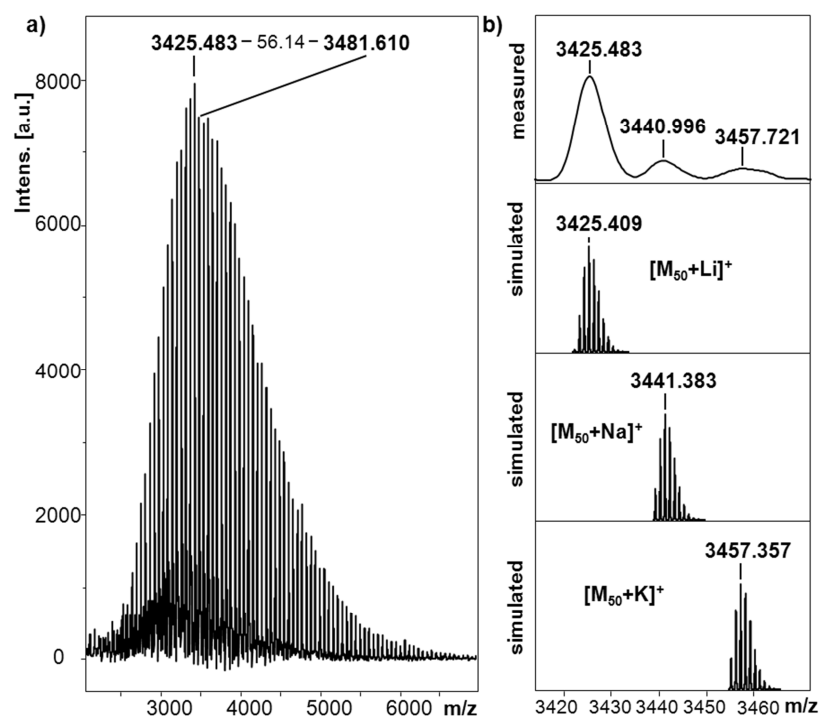 a)
3425.483 – 56.14 – 3481.610
Intens. [a.u.]
8000
6000
4000
2000
0
3000 4000 5000 6000 m/z
b)
measured
3425.483
3440.996
3457.721
simulated
3425.409
[M50+Li]+
simulated
3441.383
[M50+Na]+
simulated
3457.357
[M50+K]+
3420 3430 3440 3450 3460 m/z